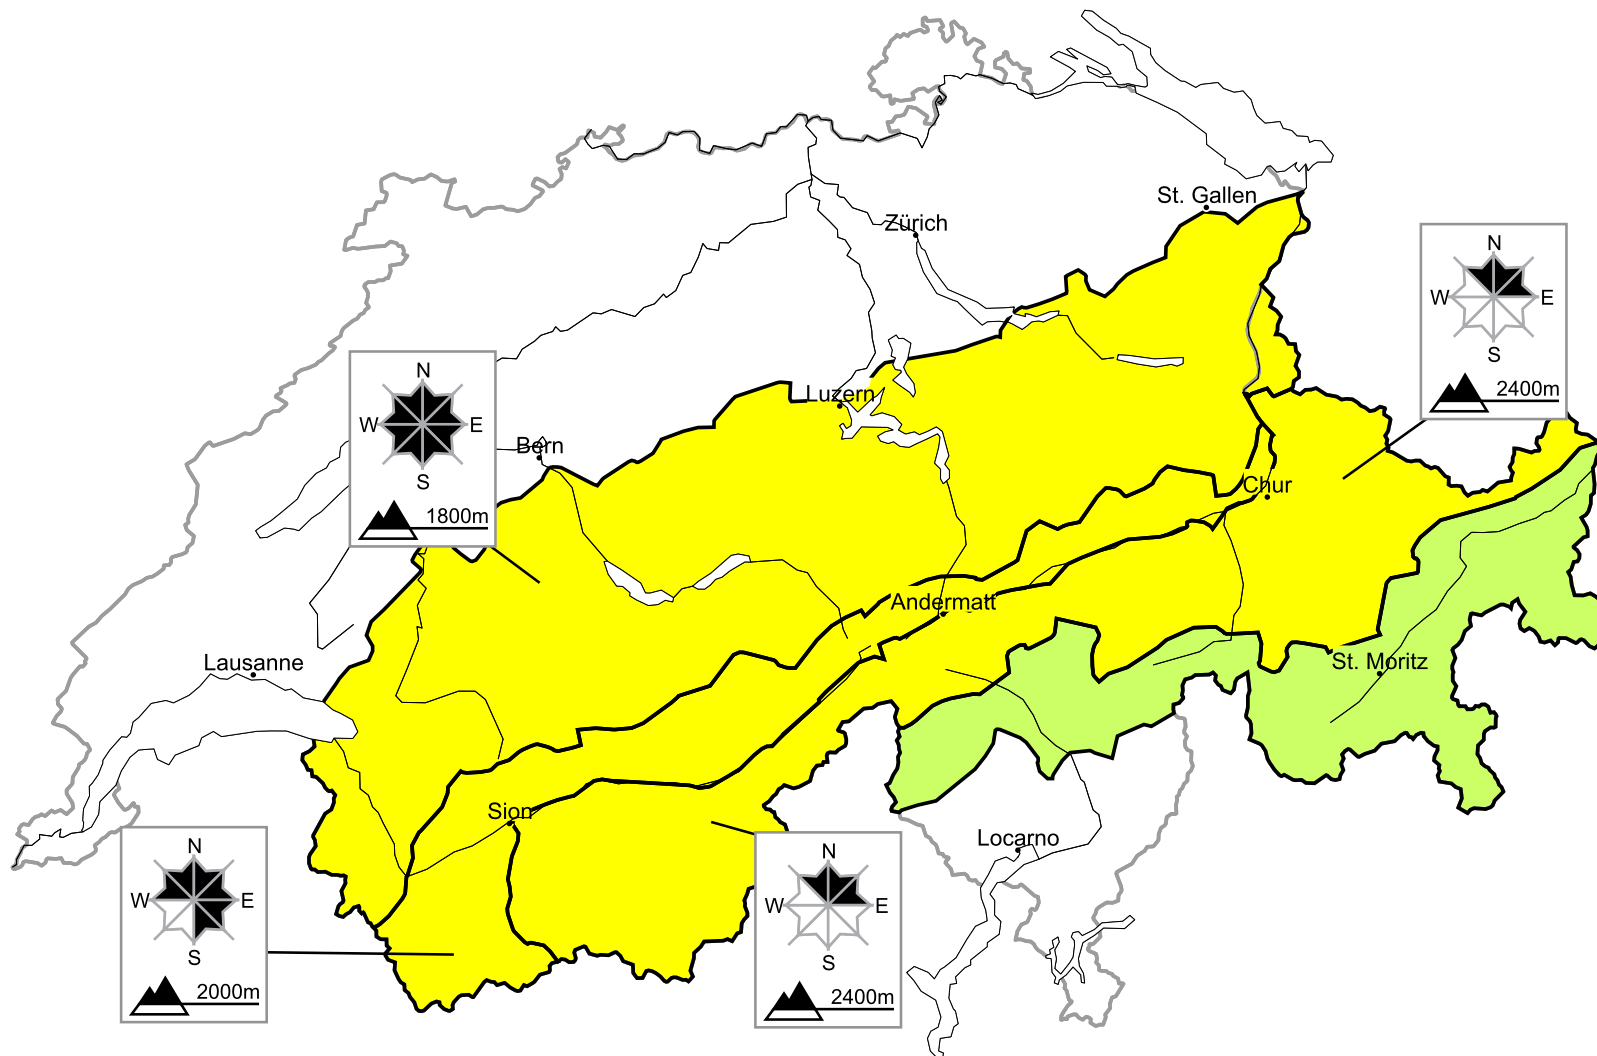 St. Gallen
Zürich
N
W E
S
2400m
N
W E
S
1800m
Luzern
Bern
Chur
Andermatt
Lausanne
St. Moritz
Sion
Locarno
N
W E
S
2000m
N
W E
S
2400m